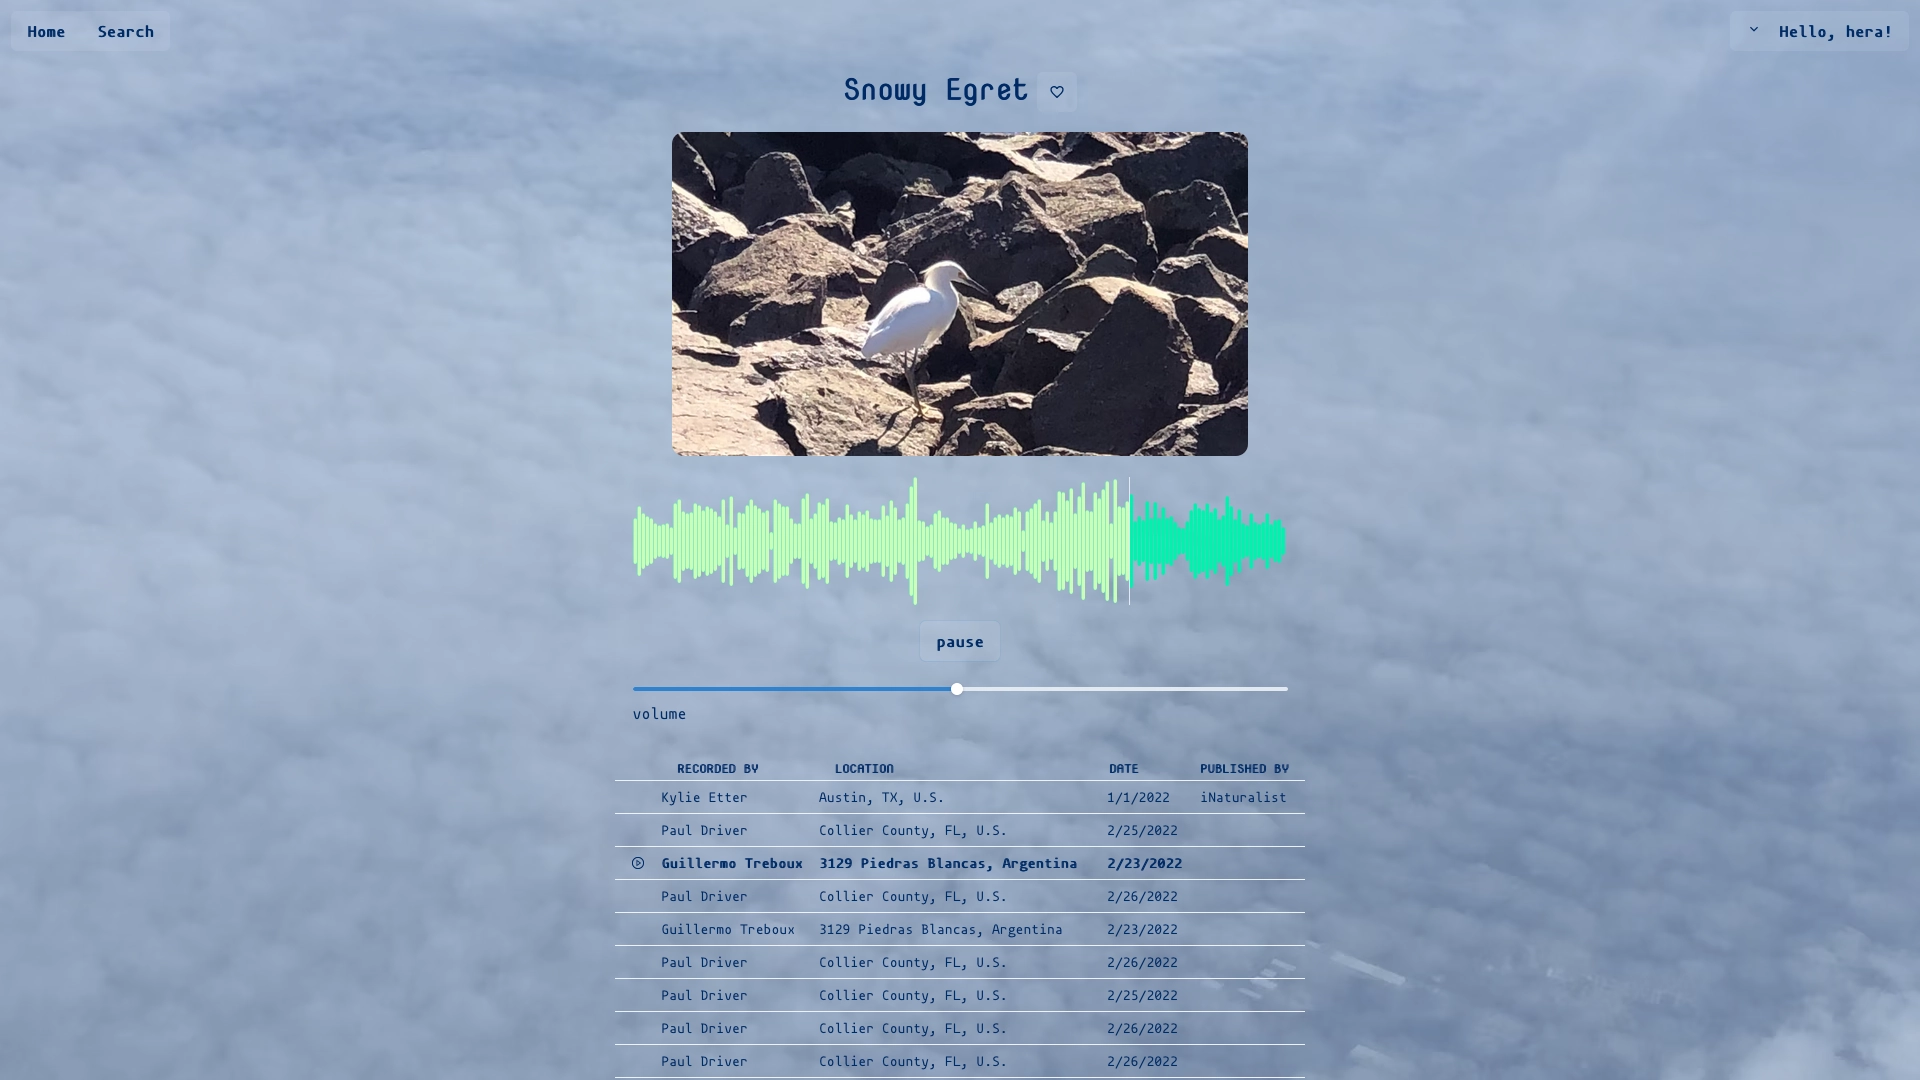 Home Search Hello, hera!
Snowy Egret
pause
volume
RECORDED BY LOCATION DATE PUBLISHED BY
Kylie Etter Austin, TX, U.S. 1/1/2022 iNaturalist
Paul Driver Collier County, FL, U.S. 2/25/2022
Guillermo Treboux 3129 Piedras Blancas, Argentina 2/23/2022
Paul Driver Collier County, FL, U.S. 2/26/2022
Guillermo Treboux 3129 Piedras Blancas, Argentina 2/23/2022
Paul Driver Collier County, FL, U.S. 2/26/2022
Paul Driver Collier County, FL, U.S. 2/25/2022
Paul Driver Collier County, FL, U.S. 2/26/2022
Paul Driver Collier County, FL, U.S. 2/26/2022